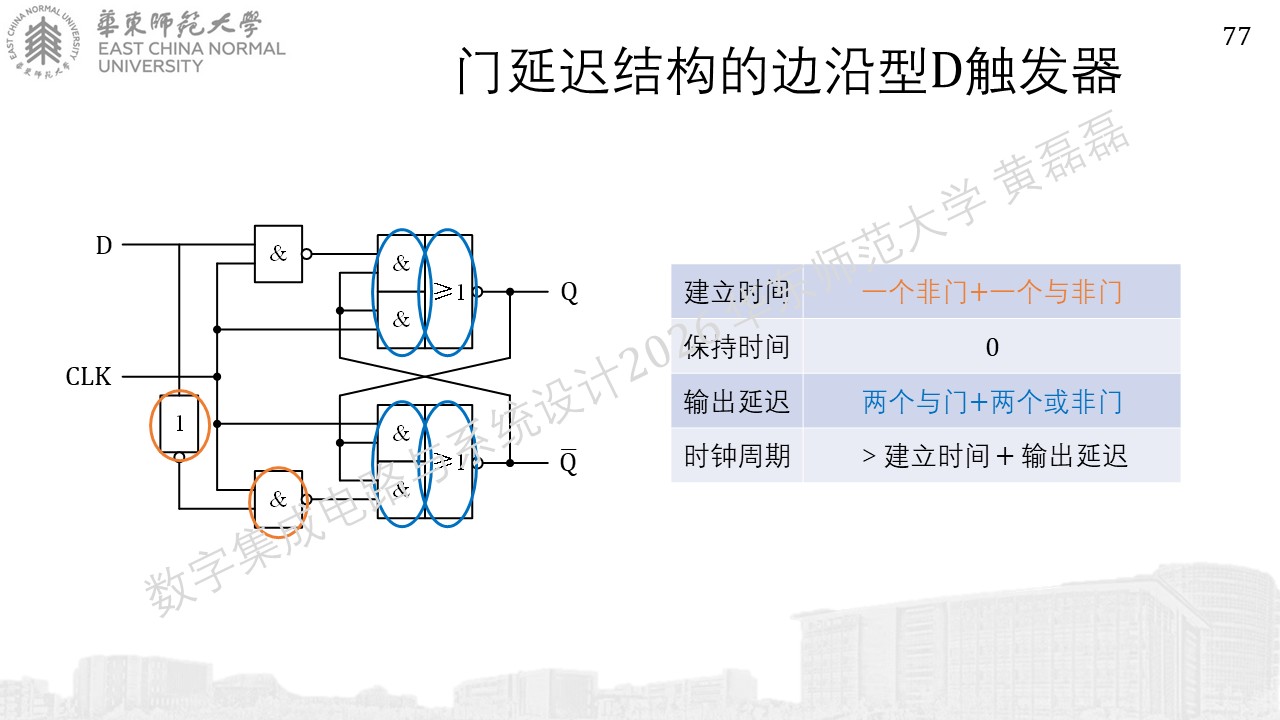 華東師範大學
EAST CHINA NORMAL
UNIVERSITY
77
门延迟结构的边沿型D触发器
D
&
&
&
≥1
Q
CLK
1
&
&
&
≥1
Q̅
建立时间 一个非门+一个与非门
保持时间 0
输出延迟 两个与门+两个或非门
时钟周期 > 建立时间 + 输出延迟
数字集成电路与系统设计2026 华东师范大学 黄磊磊